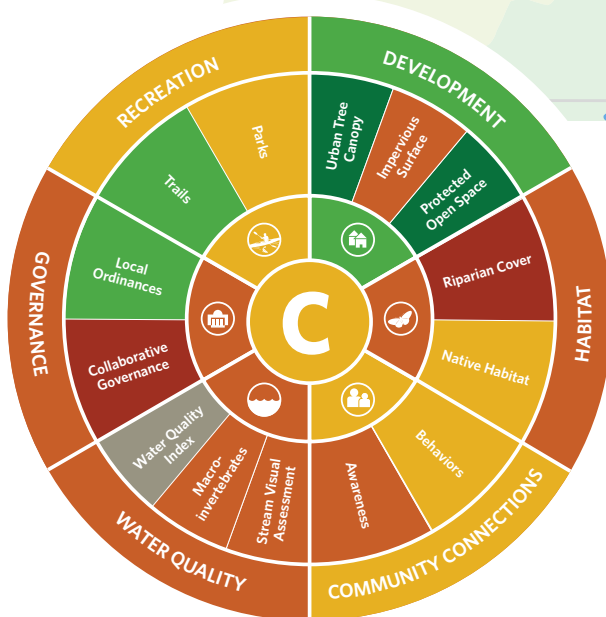 RECREATION
DEVELOPMENT
HABITAT
COMMUNITY CONNECTIONS
WATER QUALITY
GOVERNANCE
Parks
Trails
Urban Tree
Canopy
Impervious
Surface
Protected
Open Space
Riparian Cover
Native Habitat
Behaviors
Awareness
Stream Visual
Assessment
Macro-
invertebrates
Water Quality
Index
Collaborative
Governance
Local
Ordinances
C